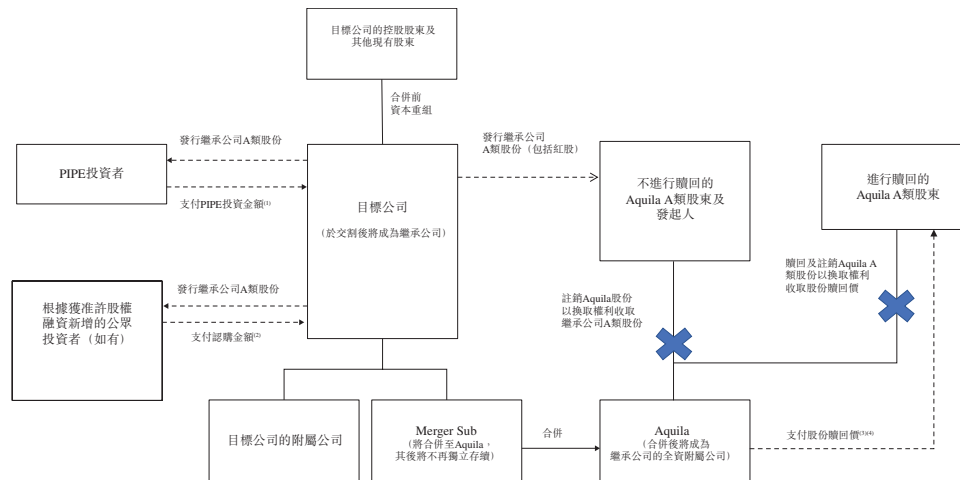 目標公司的控股股東及
其他現有股東
合併前
資本重組
發行繼承公司A類股份
PIPE投資者
支付PIPE投資金額(1)
目標公司
(於交割後將成為繼承公司)
發行繼承公司
A類股份(包括紅股)
不進行贖回的
Aquila A類股東及
發起人
進行贖回的
Aquila A類股東
根據獲准許股權
融資新增的公眾
投資者(如有)
發行繼承公司A類股份
支付認購金額(2)
註銷Aquila股份
以換取權利收取
繼承公司A類股份
贖回及註銷Aquila A
類股份以換取權利
收取股份贖回價
目標公司的附屬公司
Merger Sub
(將合併至Aquila,
其後將不再獨立存續)
合併
Aquila
(合併後將成為
繼承公司的全資附屬公司)
支付股份贖回價(3)(4)